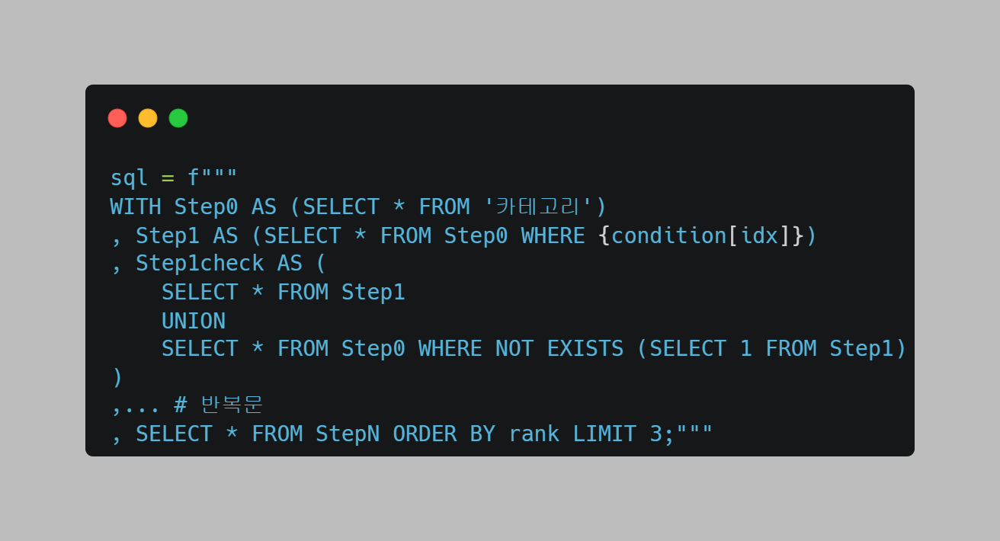 sql = f"""
WITH Step0 AS (SELECT * FROM '카테고리')
, Step1 AS (SELECT * FROM Step0 WHERE {condition[idx]})
, Step1check AS (
    SELECT * FROM Step1
    UNION
    SELECT * FROM Step0 WHERE NOT EXISTS (SELECT 1 FROM Step1)
)
,... # 반복문
, SELECT * FROM StepN ORDER BY rank LIMIT 3;"""